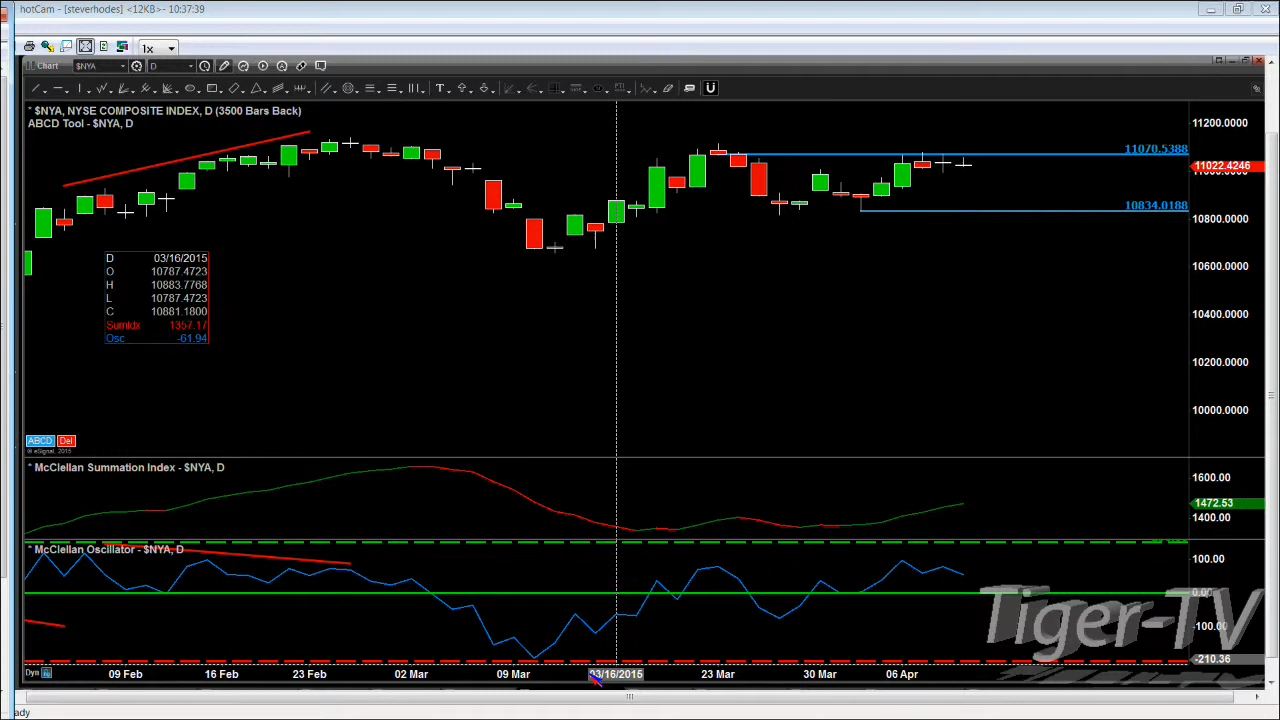 hotCam - [steverhodes] <12KB>- 10:37:39
1x
Chart $NYA D
T
U
* $NYA, NYSE COMPOSITE INDEX, D (3500 Bars Back)
ABCD Tool - $NYA, D
11200.0000
11070.5388
11022.4246
10834.0188
10800.0000
10600.0000
10400.0000
10200.0000
10000.0000
D 03/16/2015
O 10787.4723
H 10883.7768
L 10787.4723
C 10881.1800
SumIdx 1357.17
Osc -61.94
ABCD Del
© eSignal, 2015
* McClellan Summation Index - $NYA, D
1600.00
1472.53
1400.00
* McClellan Oscillator - $NYA, D
100.00
0.00
-100.00
-210.36
Tiger-TV
Dyn 09 Feb 16 Feb 23 Feb 02 Mar 09 Mar 03/16/2015 23 Mar 30 Mar 06 Apr
ady